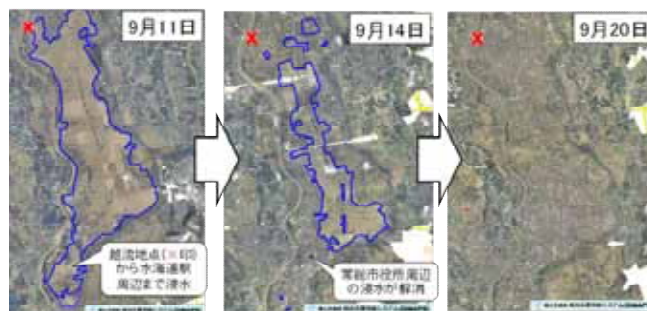 9月11日
9月14日
9月20日
越流地点(×印)
から水海道駅
周辺まで浸水
常総市役所周辺
の浸水が解消